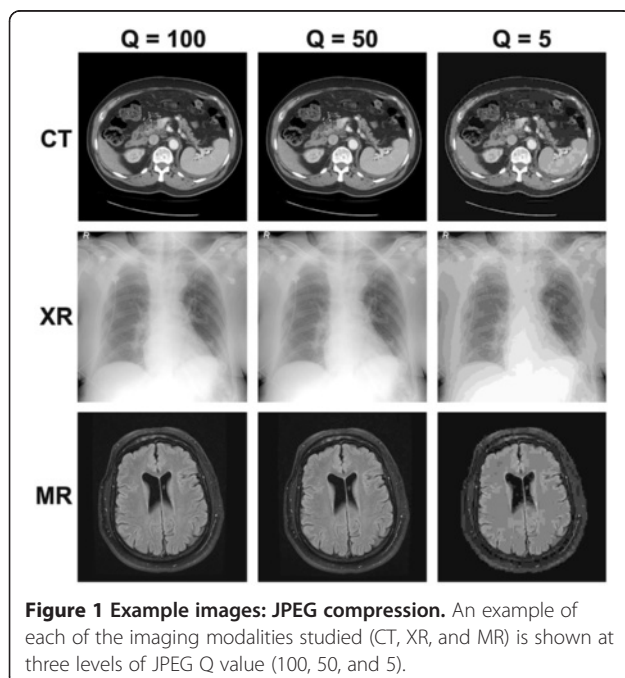 Q = 100 Q = 50 Q = 5
CT
XR
R R R
MR
Figure 1 Example images: JPEG compression. An example of
each of the imaging modalities studied (CT, XR, and MR) is shown at
three levels of JPEG Q value (100, 50, and 5).